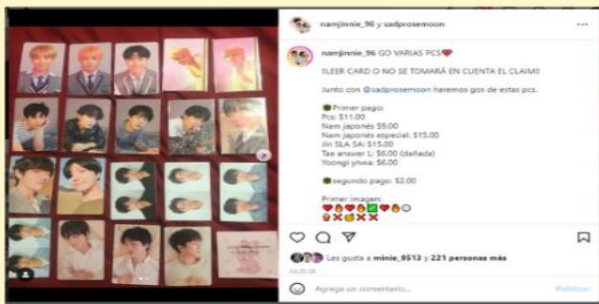 namjinnie_96 y sadprosemoon
namjinnie_96 GO VARIAS PCS❤
‼LEER CARD O NO SE TOMARÁ EN CUENTA EL CLAIM‼
Junto con @sadprosemoon haremos gos de estas pcs.
Primer pago:
Pcs: $11.00
Nam japonés $9.00
Nam japonés especial: $15.00
Jin SLA SA: $15.00
Tae answer L: $6.00 (dañada)
Yoongi ynwa: $6.00
segundo pago: $2.00
Primer imagen:
Les gusta a minie_9513 y 221 personas más
Agrega un comentario...
Publicar